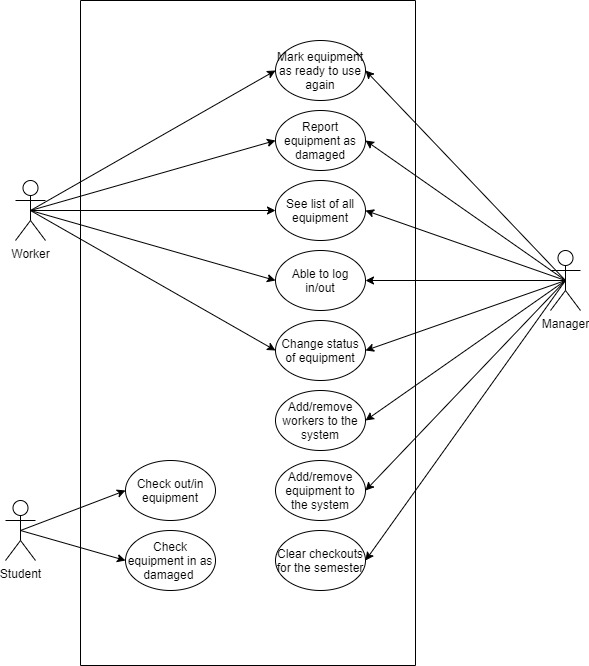 Mark equipment
as ready to use
again
Report
equipment as
damaged
See list of all
equipment
Worker
Able to log
in/out
Manager
Change status
of equipment
Add/remove
workers to the
system
Check out/in
equipment
Add/remove
equipment to
the system
Student
Check
equipment in as
damaged
Clear checkouts
for the semester